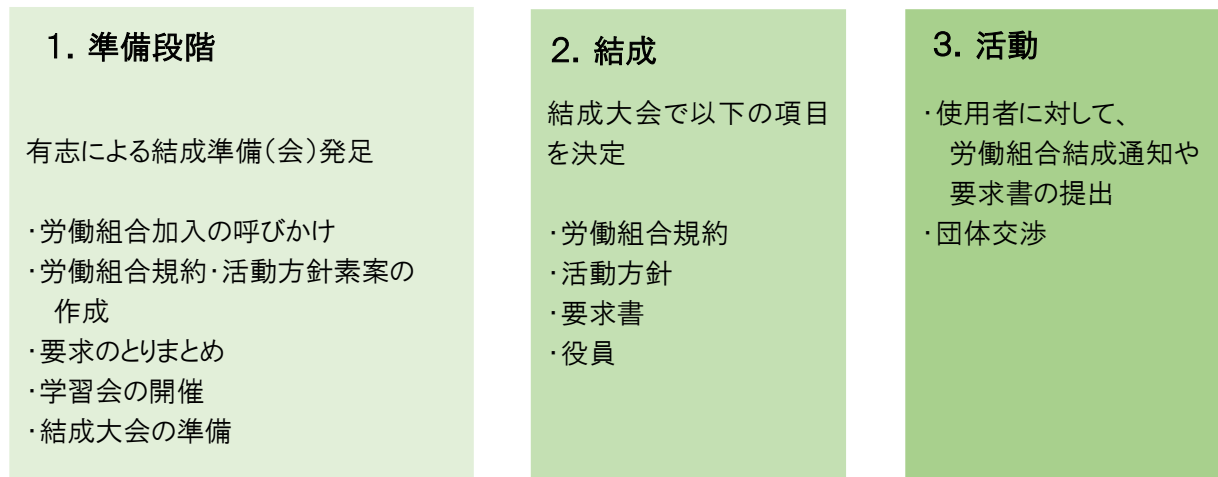 1. 準備段階
有志による結成準備(会)発足
・労働組合加入の呼びかけ
・労働組合規約・活動方針素案の
作成
・要求のとりまとめ
・学習会の開催
・結成大会の準備
2. 結成
結成大会で以下の項目
を決定
・労働組合規約
・活動方針
・要求書
・役員
3. 活動
・使用者に対して、
労働組合結成通知や
要求書の提出
・団体交渉